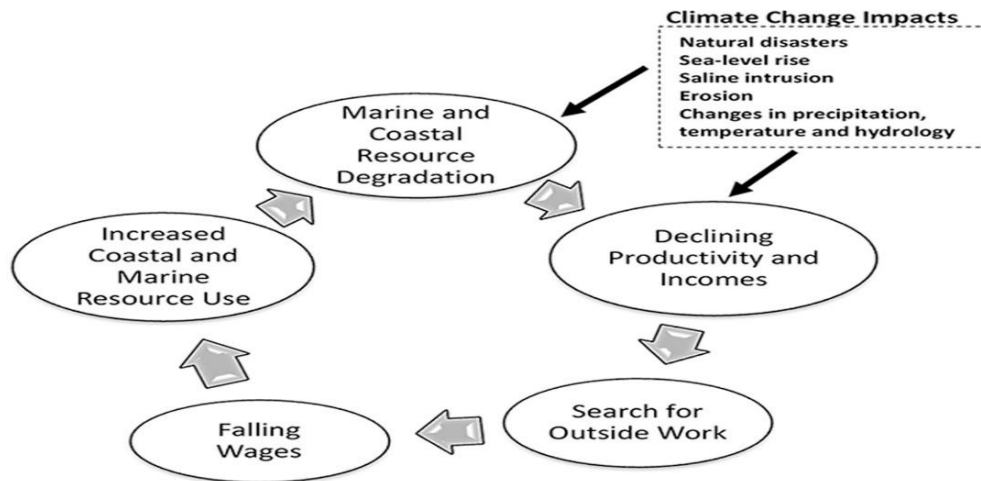 Climate Change Impacts
Natural disasters
Sea-level rise
Saline intrusion
Erosion
Changes in precipitation,
temperature and hydrology
Marine and
Coastal
Resource
Degradation
Declining
Productivity and
Incomes
Search for
Outside Work
Falling
Wages
Increased
Coastal and
Marine
Resource Use